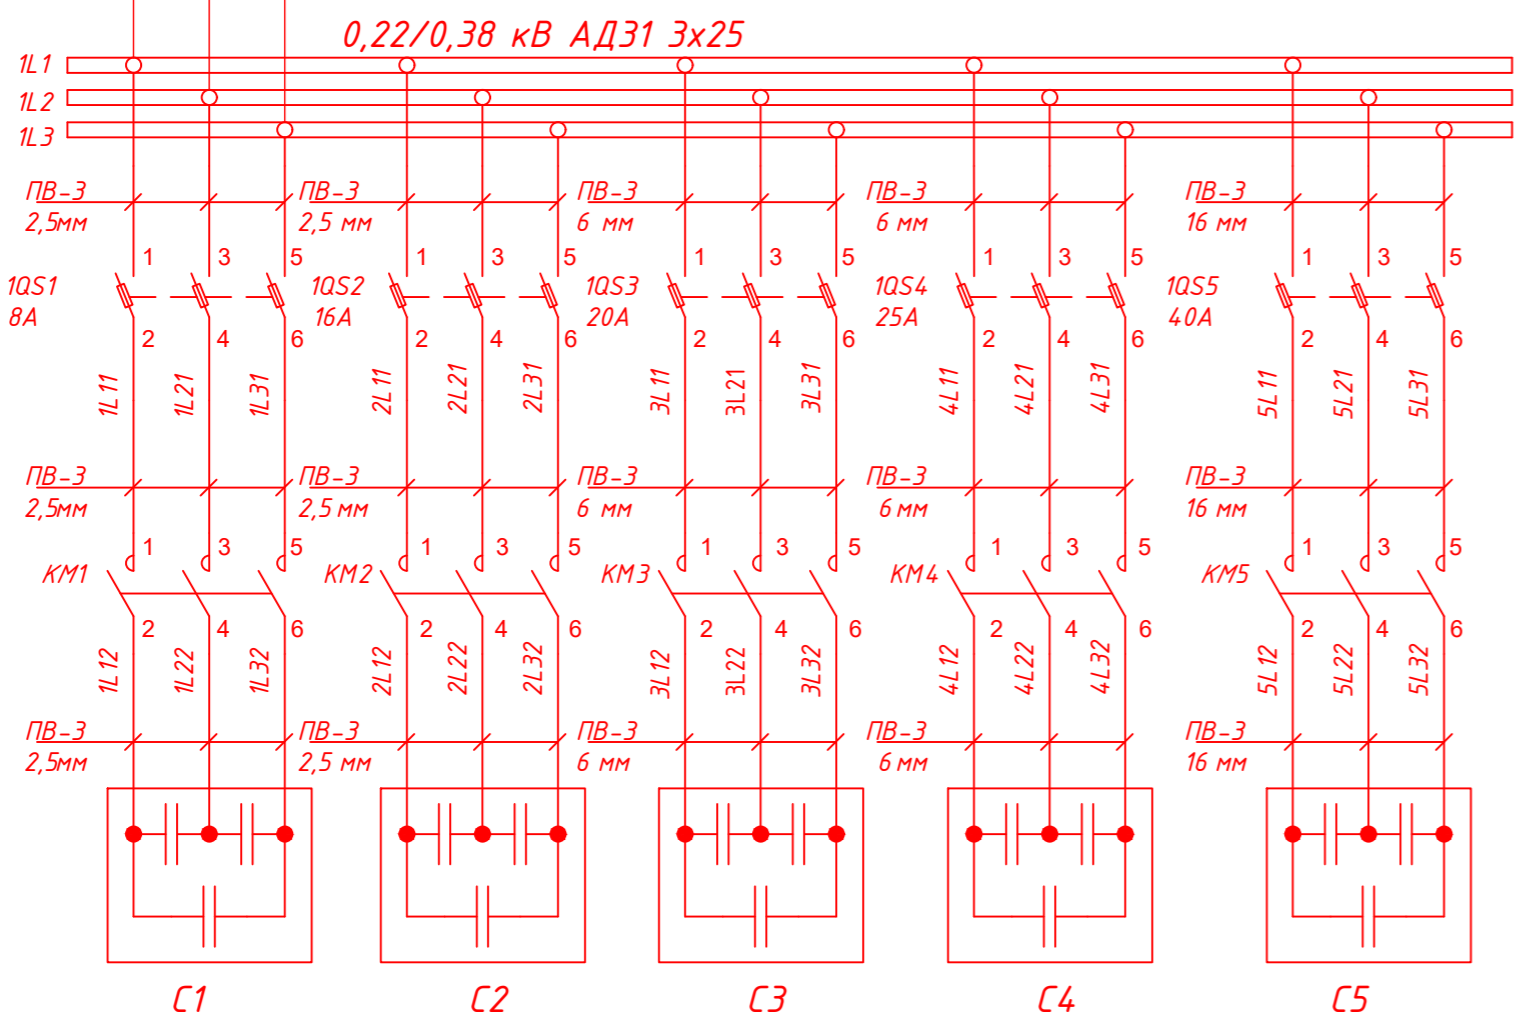 0,22/0,38 кВ АД31 3х25
1L1
1L2
1L3
ПВ-3 ПВ-3 ПВ-3 ПВ-3 ПВ-3
2,5мм 2,5 мм 6 мм 6 мм 16 мм
1 3 5 1 3 5 1 3 5 1 3 5 1 3 5
1QS1 1QS2 1QS3 1QS4 1QS5
8А 16А 20А 25А 40А
2 4 6 2 4 6 2 4 6 2 4 6 2 4 6
1L11 1L21 1L31 2L11 2L21 2L31 3L11 3L21 3L31 4L11 4L21 4L31 5L11 5L21 5L31
ПВ-3 ПВ-3 ПВ-3 ПВ-3 ПВ-3
2,5мм 2,5 мм 6 мм 6 мм 16 мм
1 3 5 1 3 5 1 3 5 1 3 5 1 3 5
КМ1 КМ2 КМ3 КМ4 КМ5
2 4 6 2 4 6 2 4 6 2 4 6 2 4 6
1L12 1L22 1L32 2L12 2L22 2L32 3L12 3L22 3L32 4L12 4L22 4L32 5L12 5L22 5L32
ПВ-3 ПВ-3 ПВ-3 ПВ-3 ПВ-3
2,5мм 2,5 мм 6 мм 6 мм 16 мм
С1 С2 С3 С4 С5